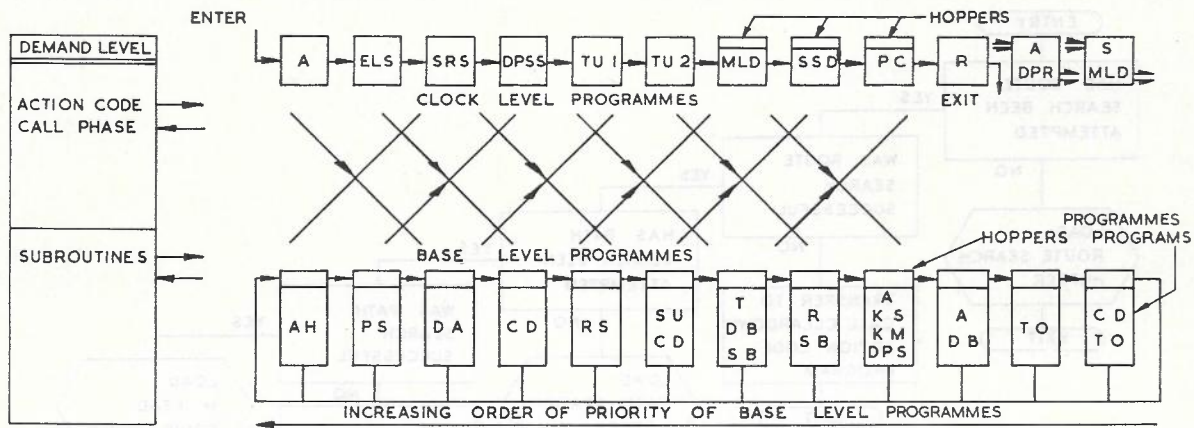 ENTER
HOPPERS
DEMAND LEVEL
ACTION CODE
CALL PHASE
SUBROUTINES
A
ELS
SRS
DPSS
TU 1
TU 2
MLD
SSD
PC
R
A
DPR
S
MLD
CLOCK LEVEL PROGRAMMES
EXIT
BASE LEVEL PROGRAMMES
HOPPERS
PROGRAMMES
PROGRAMS
AH
PS
DA
CD
RS
SU
CD
T
DB
SB
R
SB
A
KS
KM
DPS
A
DB
T.O
CD
TO
INCREASING ORDER OF PRIORITY OF BASE LEVEL PROGRAMMES